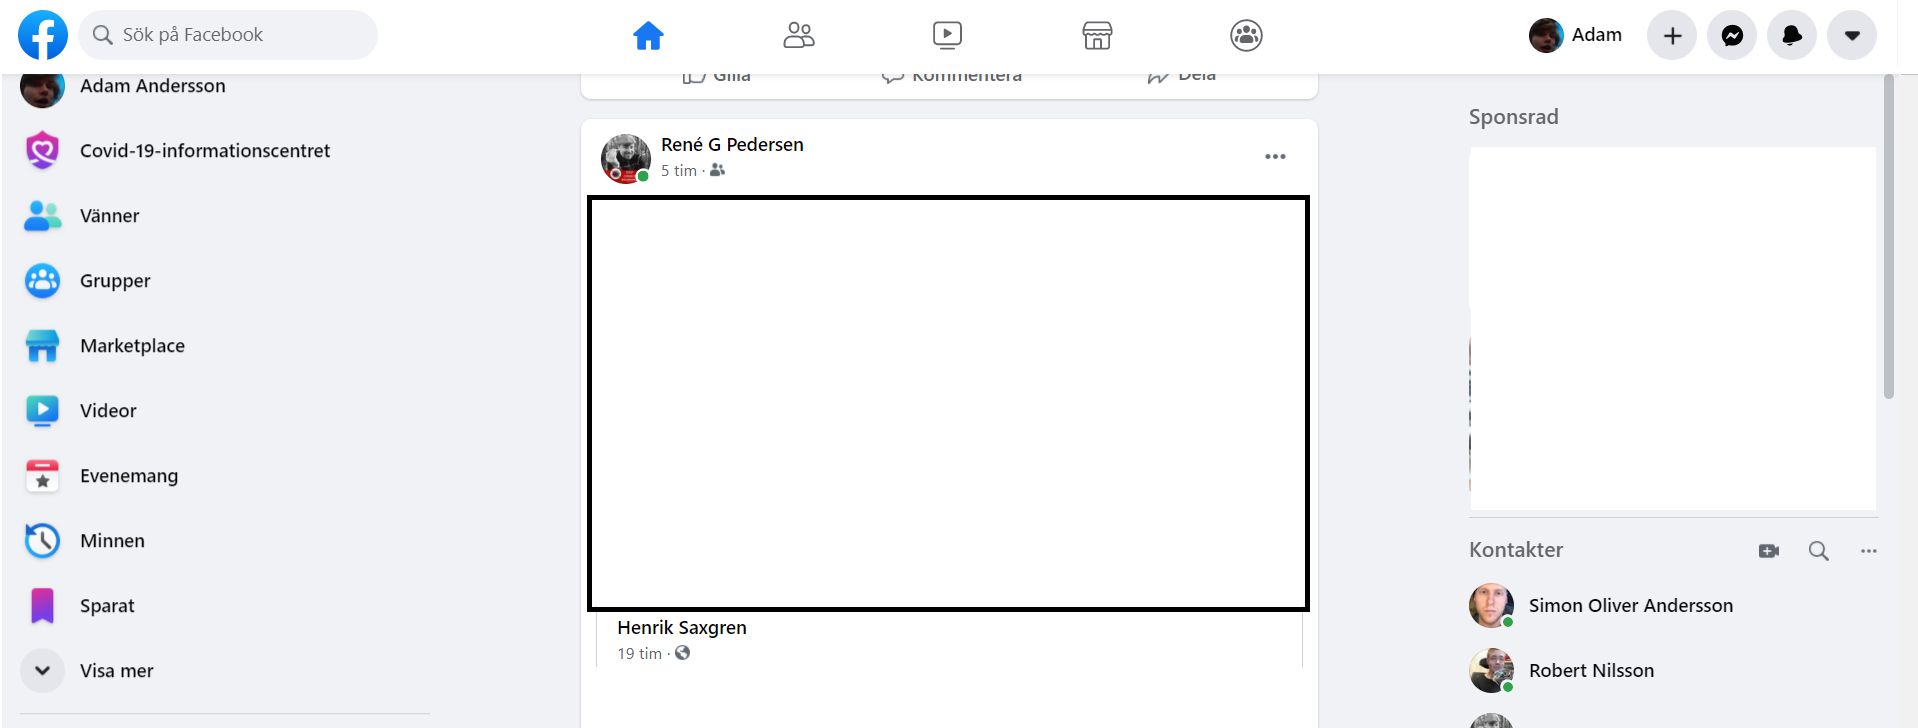 Sök på Facebook
Adam
Adam Andersson
Covid-19-informationscentret
Vänner
Grupper
Marketplace
Videor
Evenemang
Minnen
Sparat
Visa mer
Gilla
Kommentera
Dela
René G Pedersen
5 tim ·
Henrik Saxgren
19 tim ·
Sponsrad
Kontakter
Simon Oliver Andersson
Robert Nilsson